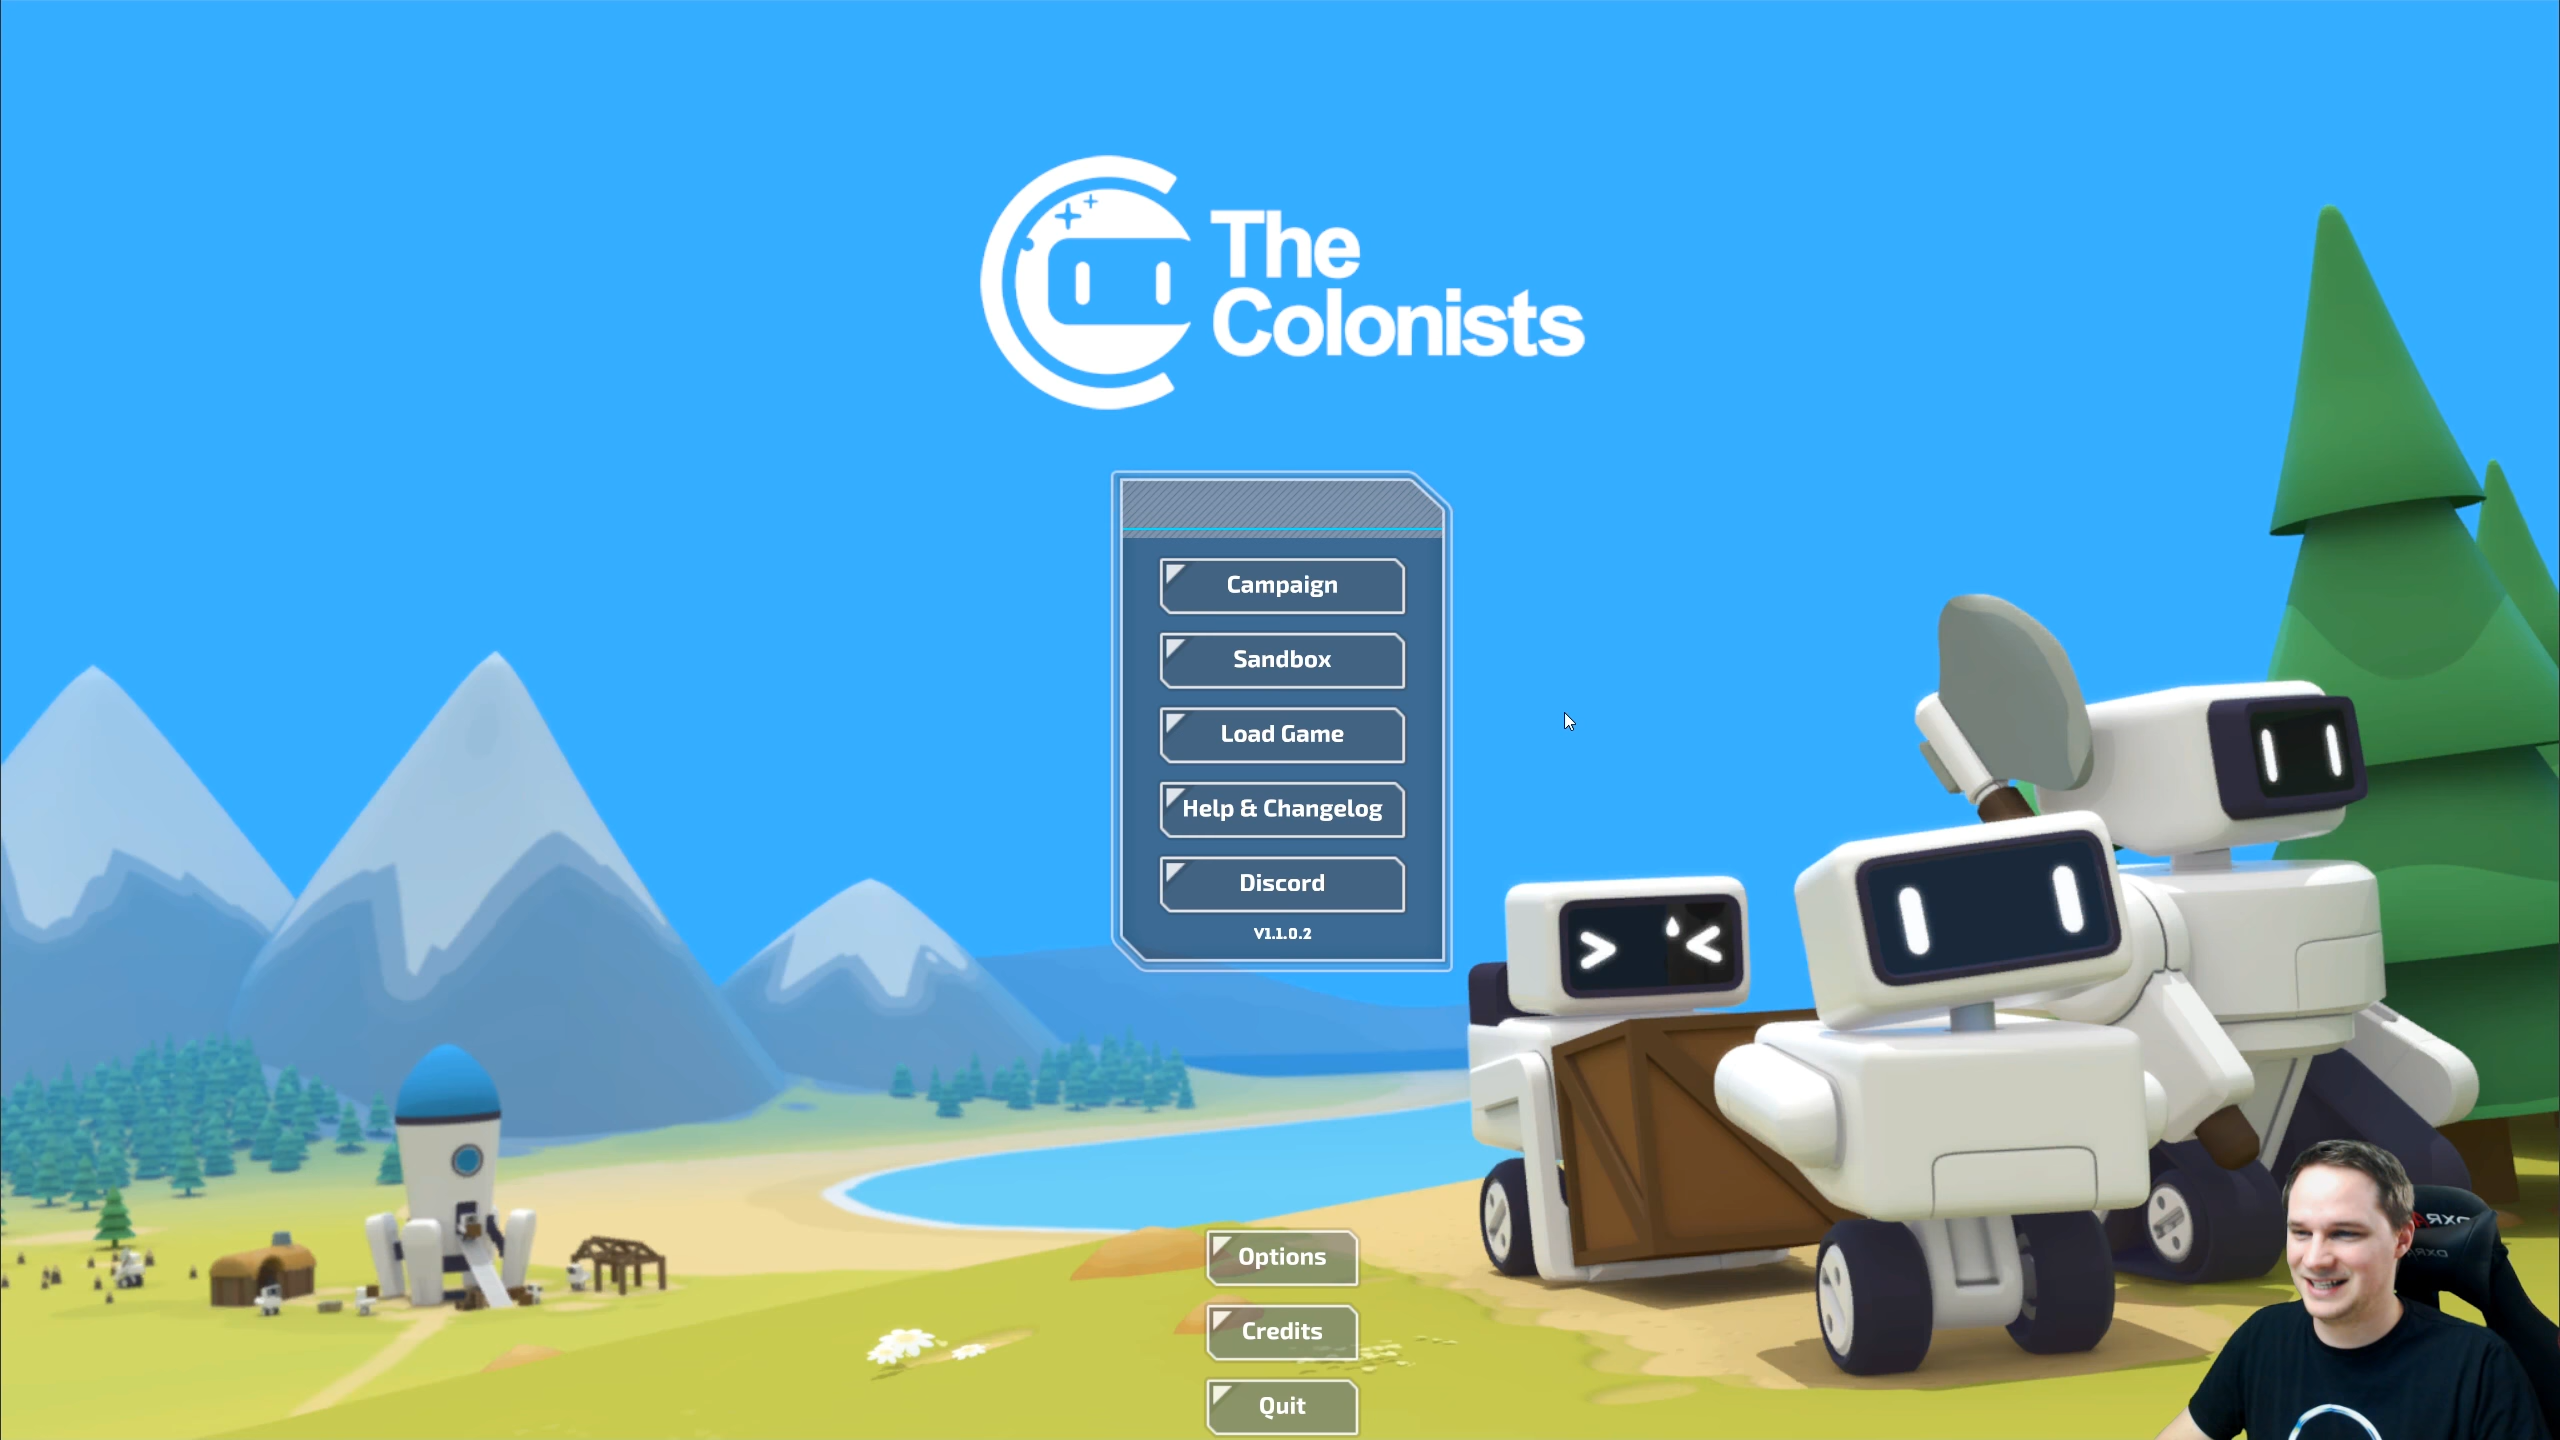 The
Colonists
Campaign
Sandbox
Load Game
Help & Changelog
Discord
V1.1.0.2
Options
Credits
Quit